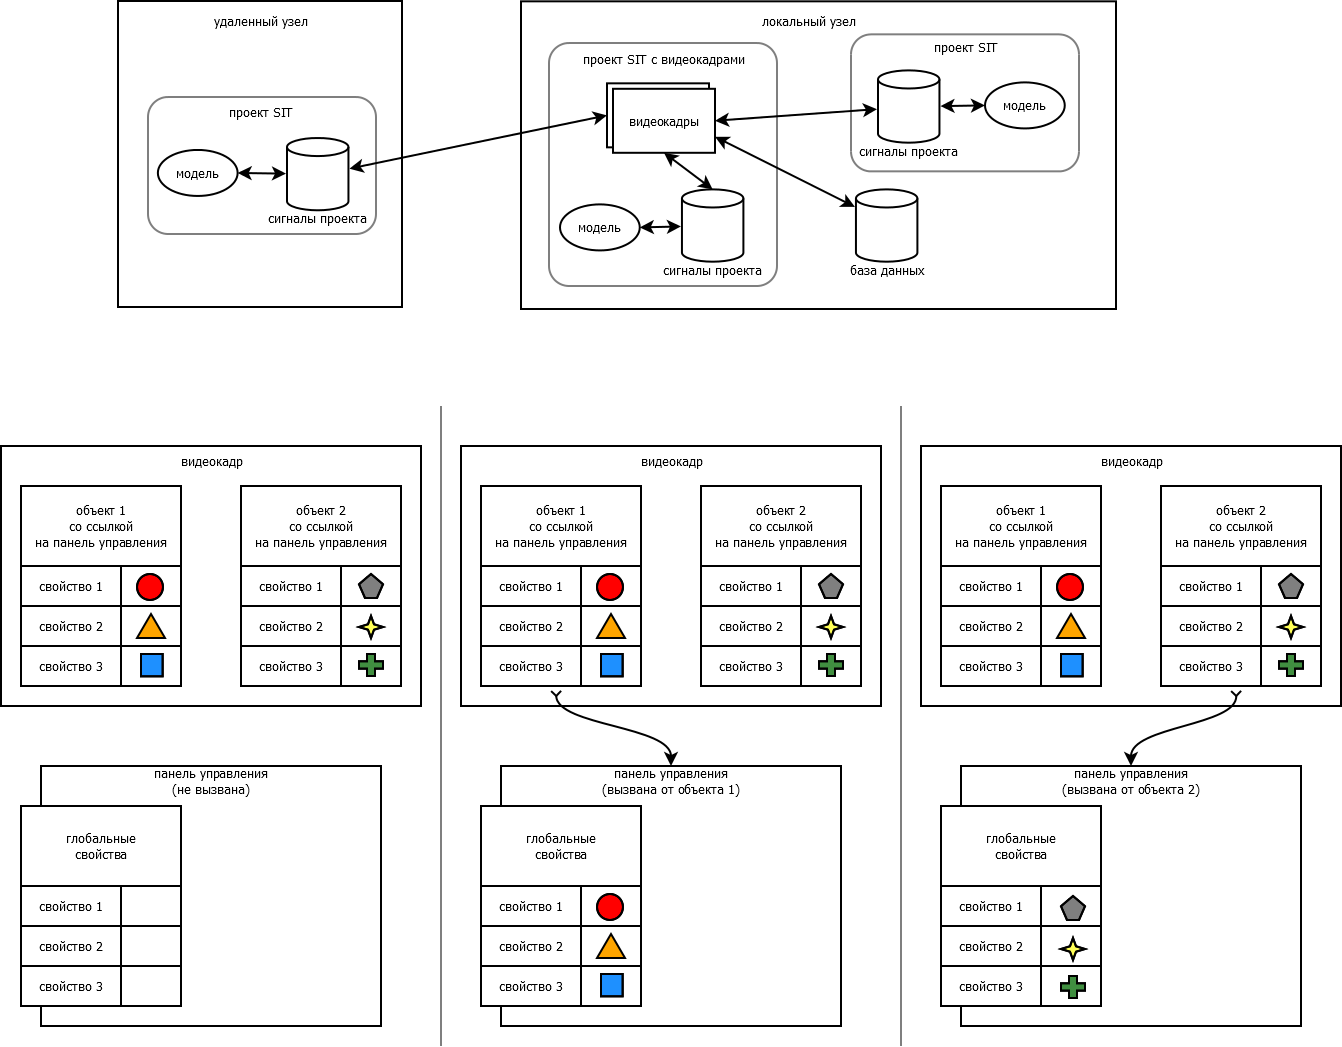 удаленный узел
проект SIT
модель
сигналы проекта
локальный узел
проект SIT с видеокадрами
видеокадры
модель
сигналы проекта
проект SIT
модель
сигналы проекта
база данных
видеокадр
объект 1
со ссылкой
на панель управления
свойство 1
свойство 2
свойство 3
объект 2
со ссылкой
на панель управления
свойство 1
свойство 2
свойство 3
панель управления
(не вызвана)
глобальные
свойства
свойство 1
свойство 2
свойство 3
видеокадр
объект 1
со ссылкой
на панель управления
свойство 1
свойство 2
свойство 3
объект 2
со ссылкой
на панель управления
свойство 1
свойство 2
свойство 3
панель управления
(вызвана от объекта 1)
глобальные
свойства
свойство 1
свойство 2
свойство 3
видеокадр
объект 1
со ссылкой
на панель управления
свойство 1
свойство 2
свойство 3
объект 2
со ссылкой
на панель управления
свойство 1
свойство 2
свойство 3
панель управления
(вызвана от объекта 2)
глобальные
свойства
свойство 1
свойство 2
свойство 3